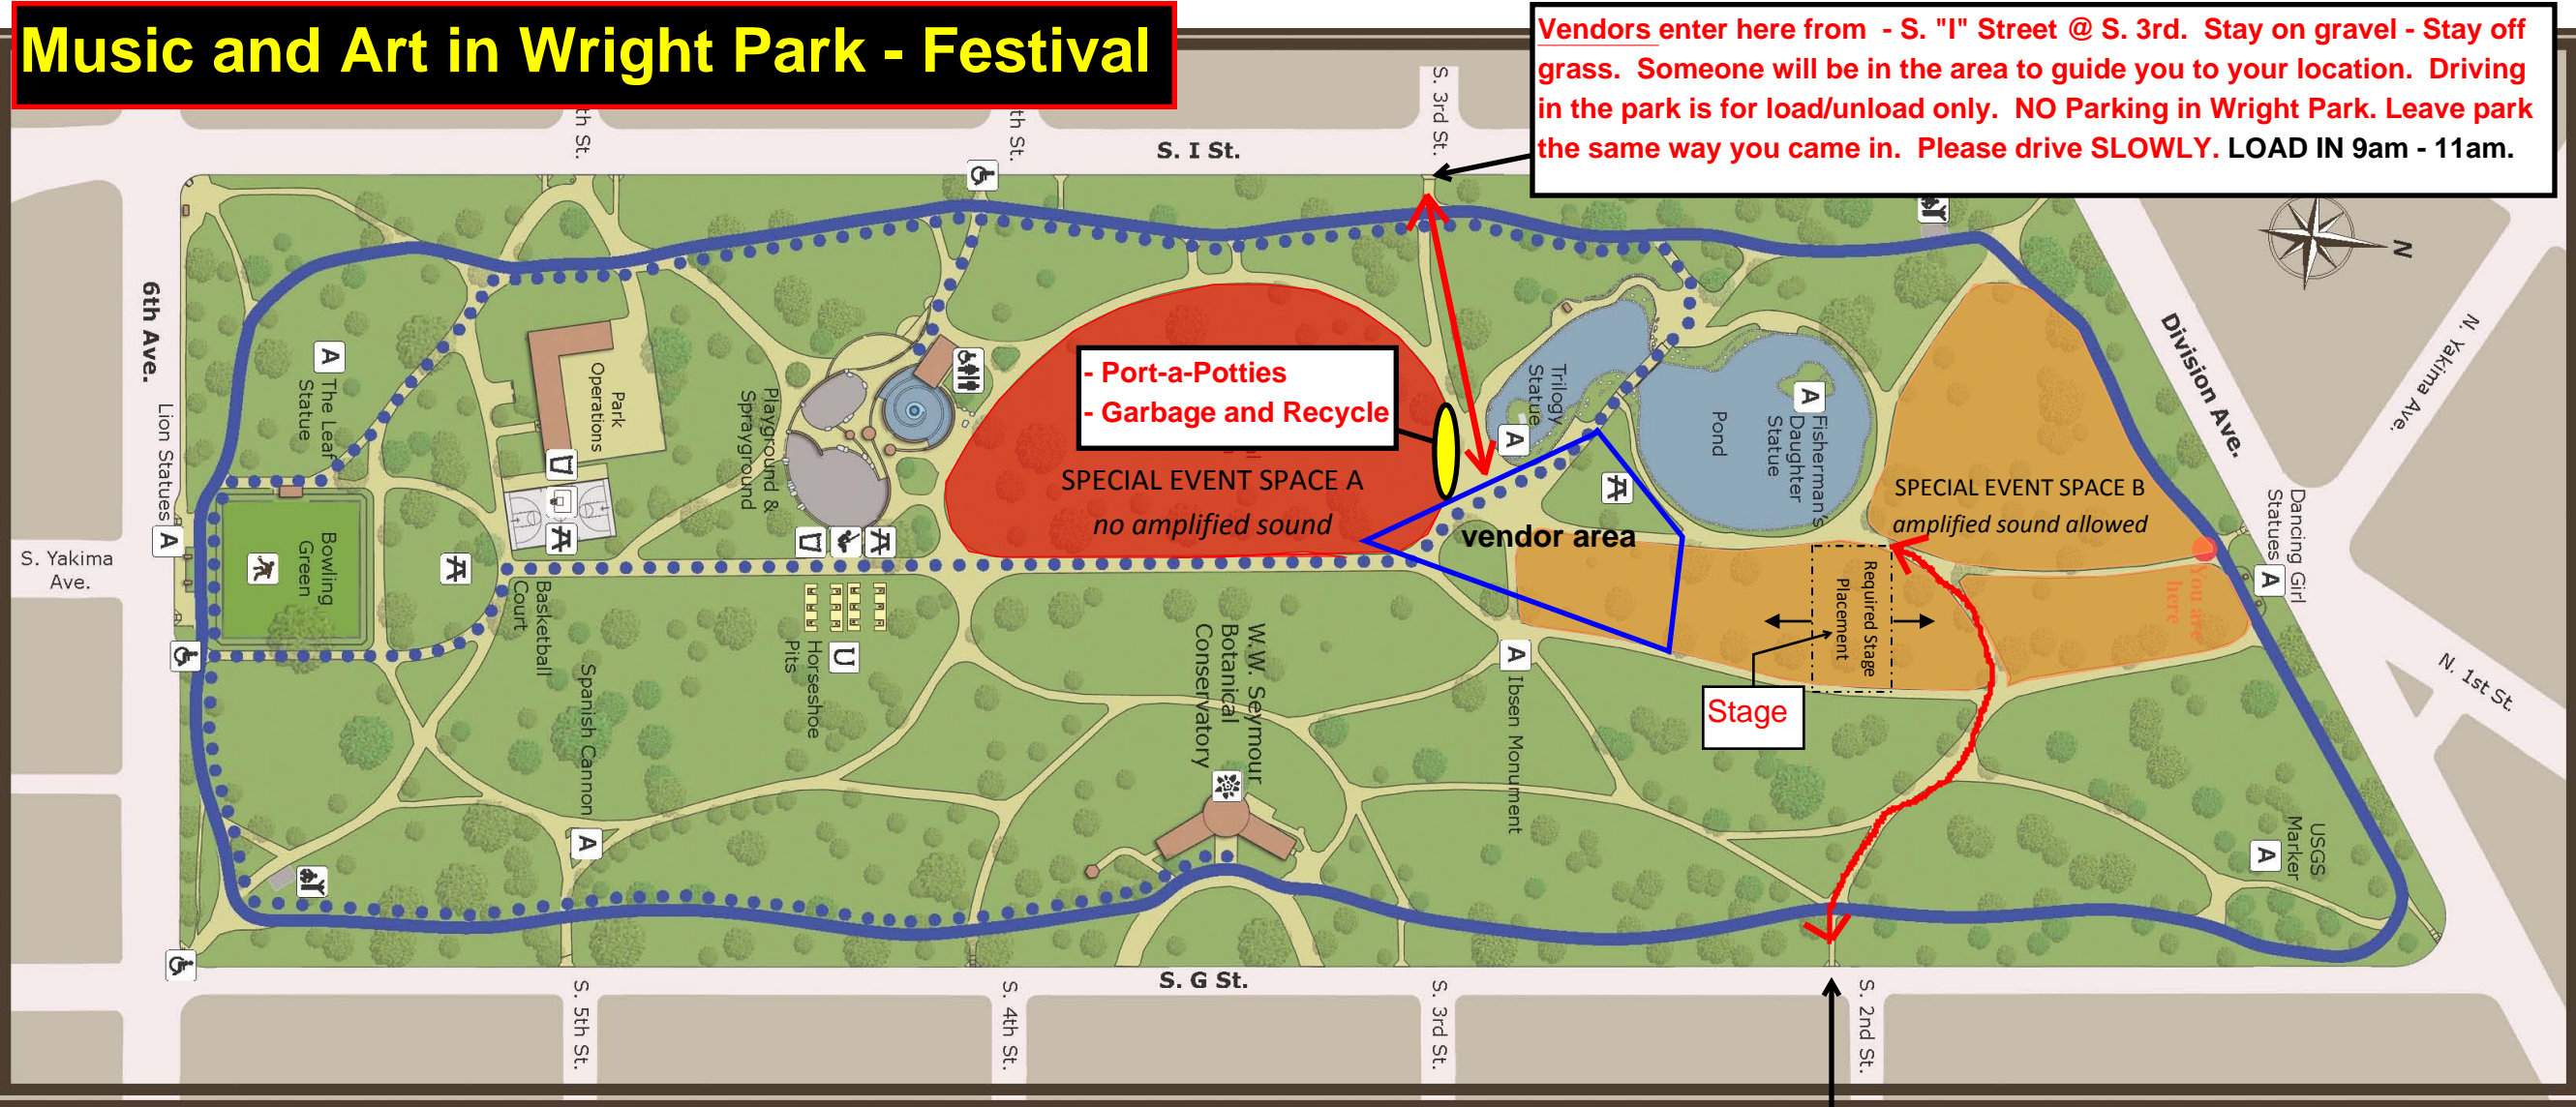 Music and Art in Wright Park - Festival
Vendors enter here from - S. "I" Street @ S. 3rd. Stay on gravel - Stay off
grass. Someone will be in the area to guide you to your location. Driving
in the park is for load/unload only. NO Parking in Wright Park. Leave park
the same way you came in. Please drive SLOWLY. LOAD IN 9am - 11am.
th St.
th St.
S. 3rd St.
S. I St.
N
6th Ave.
Division Ave.
N. Yakima Ave.
N. 1st St.
S. Yakima
Ave.
Lion Statues
A
A
The Leaf
Statue
Park
Operations
Playground &
Sprayground
- Port-a-Potties
- Garbage and Recycle
SPECIAL EVENT SPACE A
no amplified sound
Trilogy
Statue
A
Pond
A
Fisherman's
Daughter
Statue
SPECIAL EVENT SPACE B
amplified sound allowed
Dancing Girl
Statues
A
You are
here
vendor area
Required Stage
Placement
Stage
Bowling
Green
Basketball
Court
Horseshoe
Pits
Spanish Cannon
A
W.W. Seymour
Botanical
Conservatory
A
Ibsen Monument
USGS
Marker
A
S. G St.
S. 5th St.
S. 4th St.
S. 3rd St.
S. 2nd St.